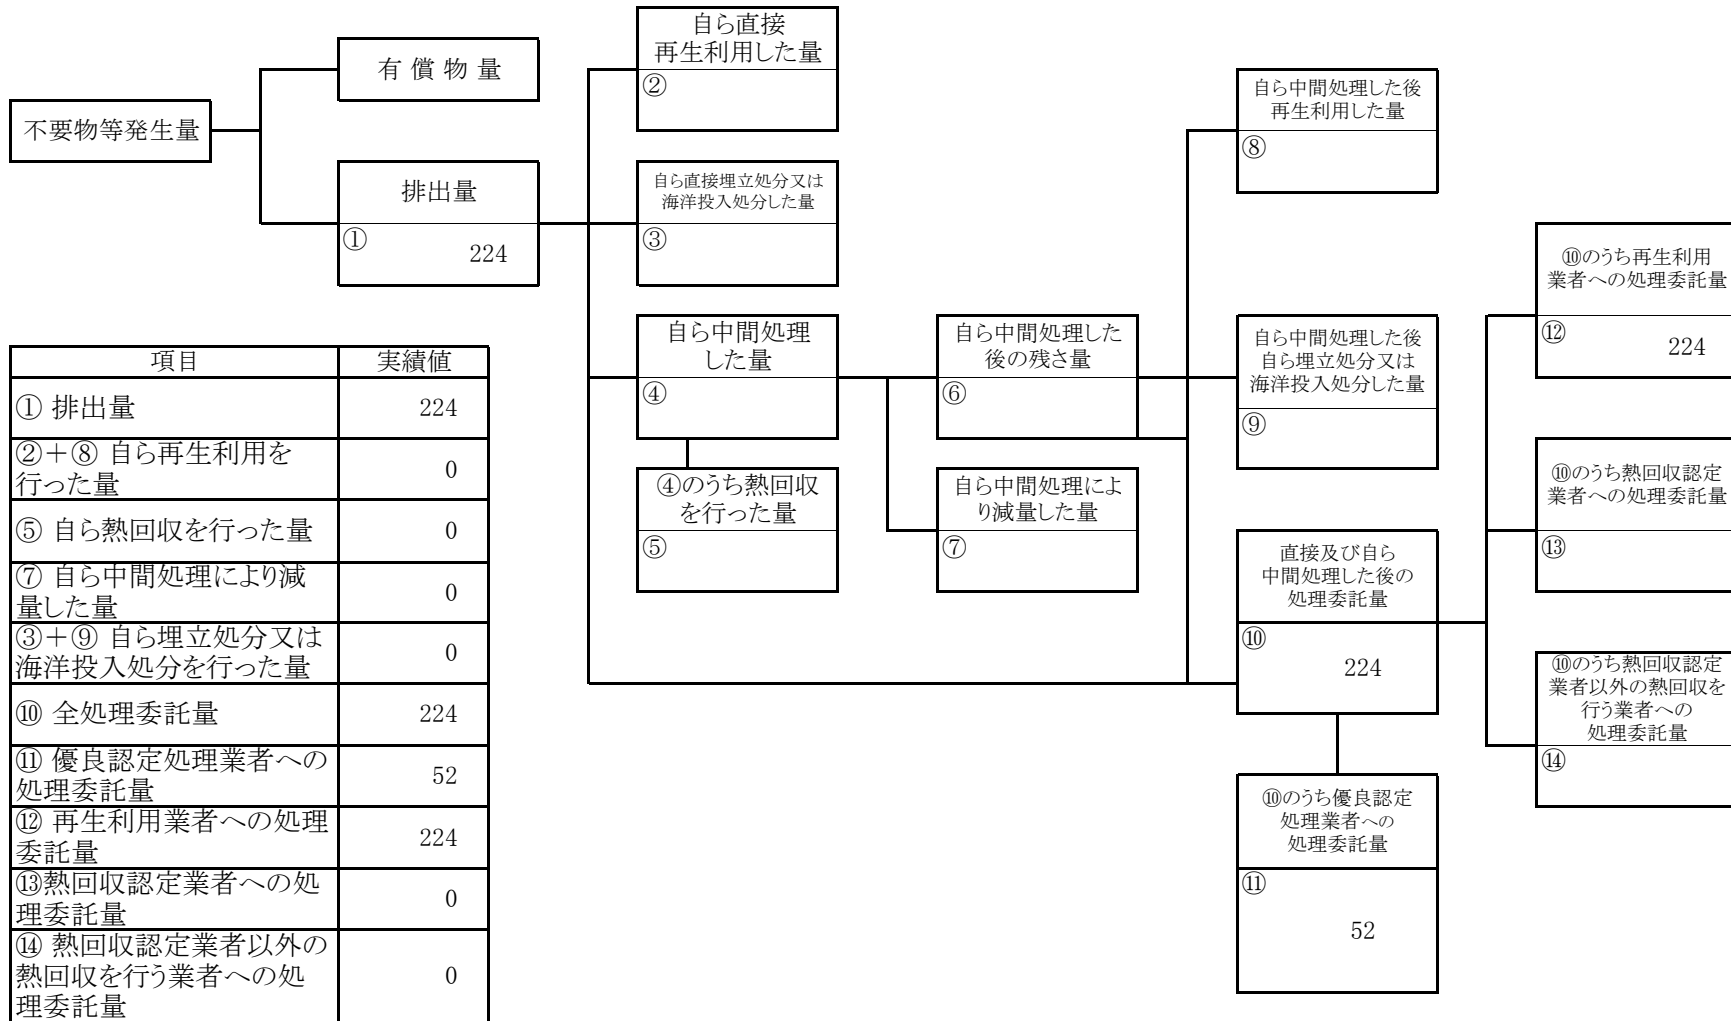 不要物等発生量
有 償 物 量
排出量
①
224
自ら直接
再生利用した量
②
自ら直接埋立処分又は
海洋投入処分した量
③
自ら中間処理
した量
④
④のうち熱回収
を行った量
⑤
自ら中間処理した
後の残さ量
⑥
自ら中間処理によ
り減量した量
⑦
自ら中間処理した後
再生利用した量
⑧
自ら中間処理した後
自ら埋立処分又は
海洋投入処分した量
⑨
直接及び自ら
中間処理した後の
処理委託量
⑩
224
⑩のうち優良認定
処理業者への
処理委託量
⑪
52
⑩のうち再生利用
業者への処理委託量
⑫
224
⑩のうち熱回収認定
業者への処理委託量
⑬
⑩のうち熱回収認定
業者以外の熱回収を
行う業者への
処理委託量
⑭
項目 実績値
① 排出量 224
②＋⑧ 自ら再生利用を
行った量 0
⑤ 自ら熱回収を行った量 0
⑦ 自ら中間処理により減
量した量 0
③＋⑨ 自ら埋立処分又は
海洋投入処分を行った量 0
⑩ 全処理委託量 224
⑪ 優良認定処理業者への
処理委託量 52
⑫ 再生利用業者への処理
委託量 224
⑬熱回収認定業者への処
理委託量 0
⑭ 熱回収認定業者以外の
熱回収を行う業者への処
理委託量 0